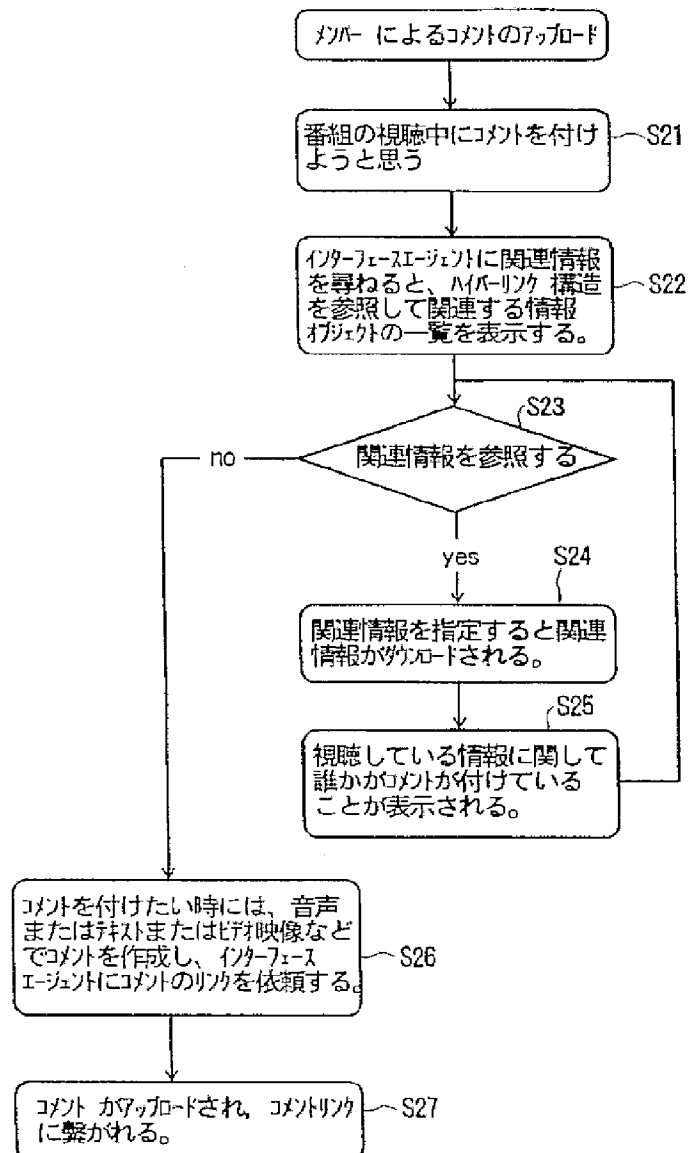 メンバー によるコメントのアップロード
番組の視聴中にコメントを付け
ようと思う
S21
インターフェースエージェントに関連情報
を尋ねると、ハイパーリンク 構造
を参照して関連する情報
オブジェクトの一覧を表示する。
S22
S23
関連情報を参照する
no
yes
S24
関連情報を指定すると関連
情報がダウンロードされる。
S25
視聴している情報に関して
誰かがコメントが付けている
ことが表示される。
コメントを付けたい時には、音声
またはテキストまたはビデオ映像など
でコメントを作成し、インターフェース
エージェントにコメントのリンクを依頼する。
S26
コメント がアップロードされ, コメントリンク
に繋がれる。
S27